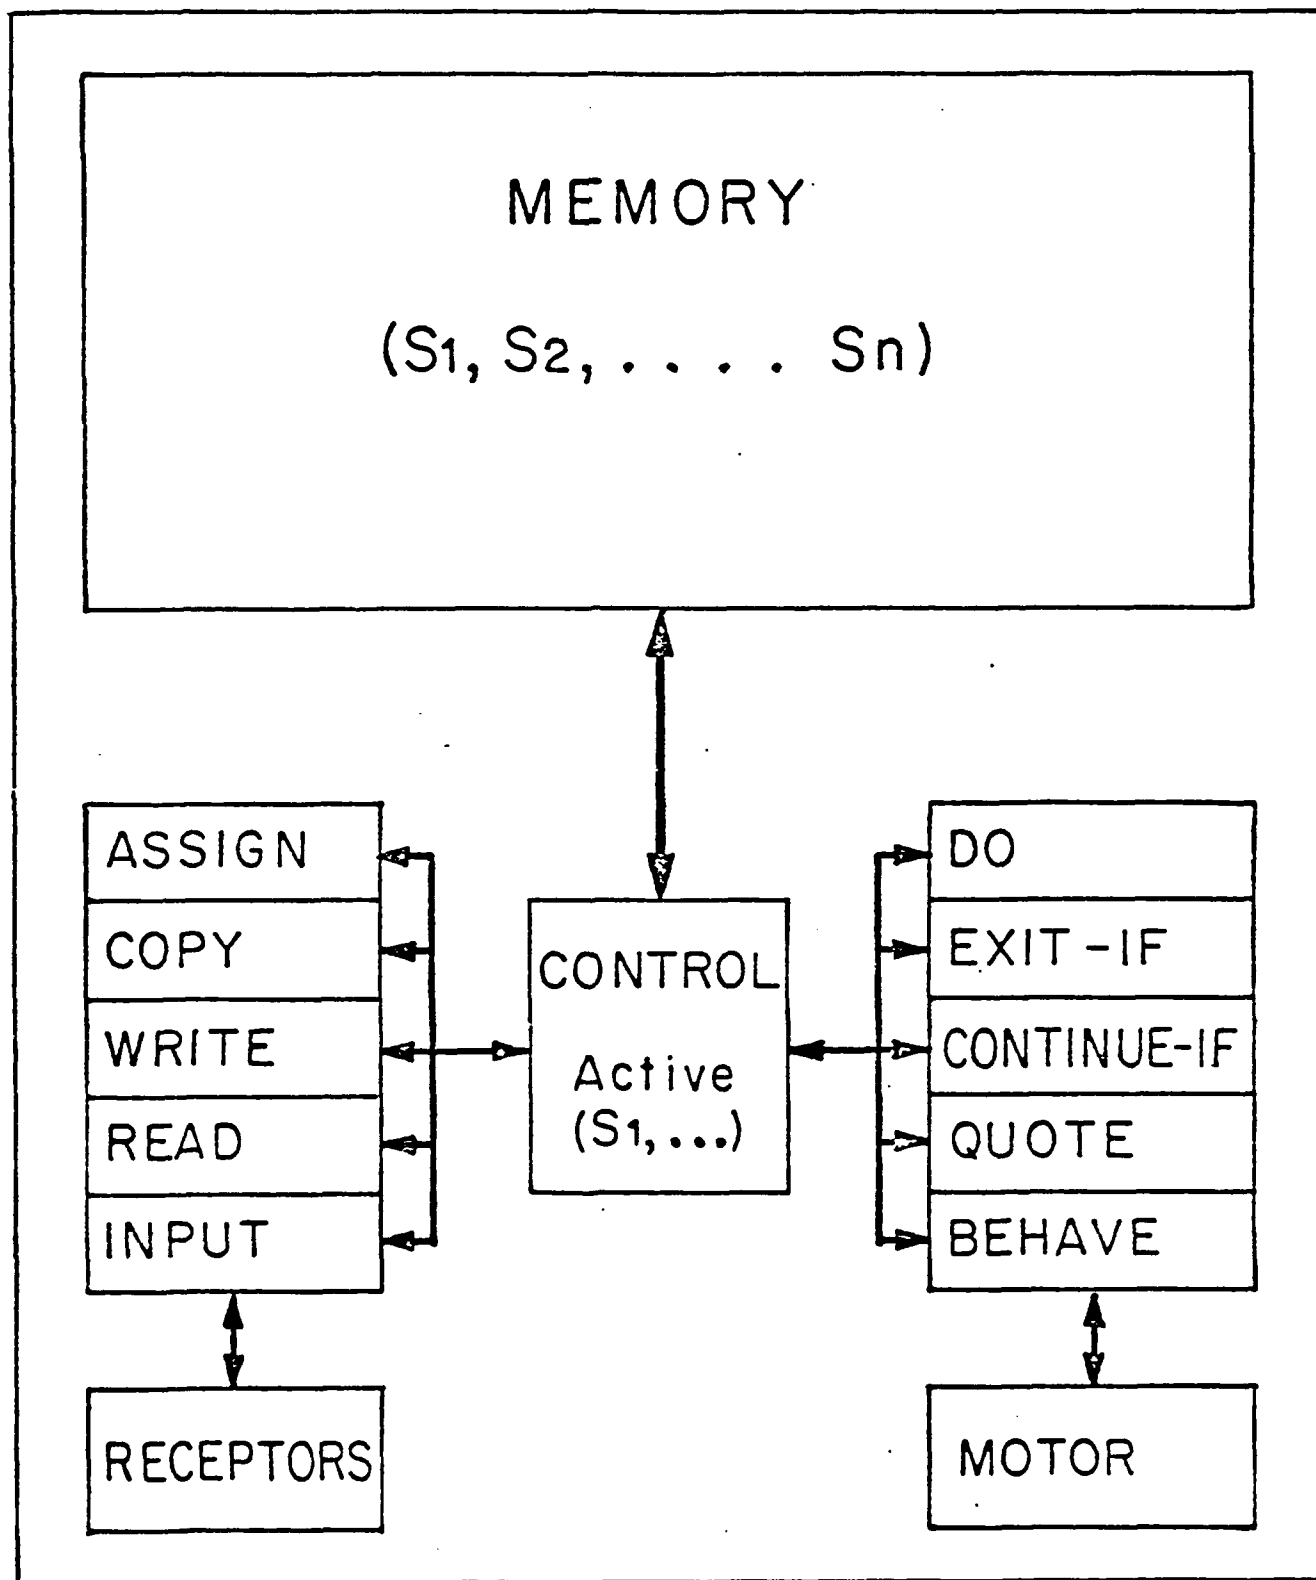 MEMORY
(S1, S2, . . . . Sn)
ASSIGN
COPY
WRITE
READ
INPUT
RECEPTORS
CONTROL
Active
(S1, ...)
DO
EXIT-IF
CONTINUE-IF
QUOTE
BEHAVE
MOTOR